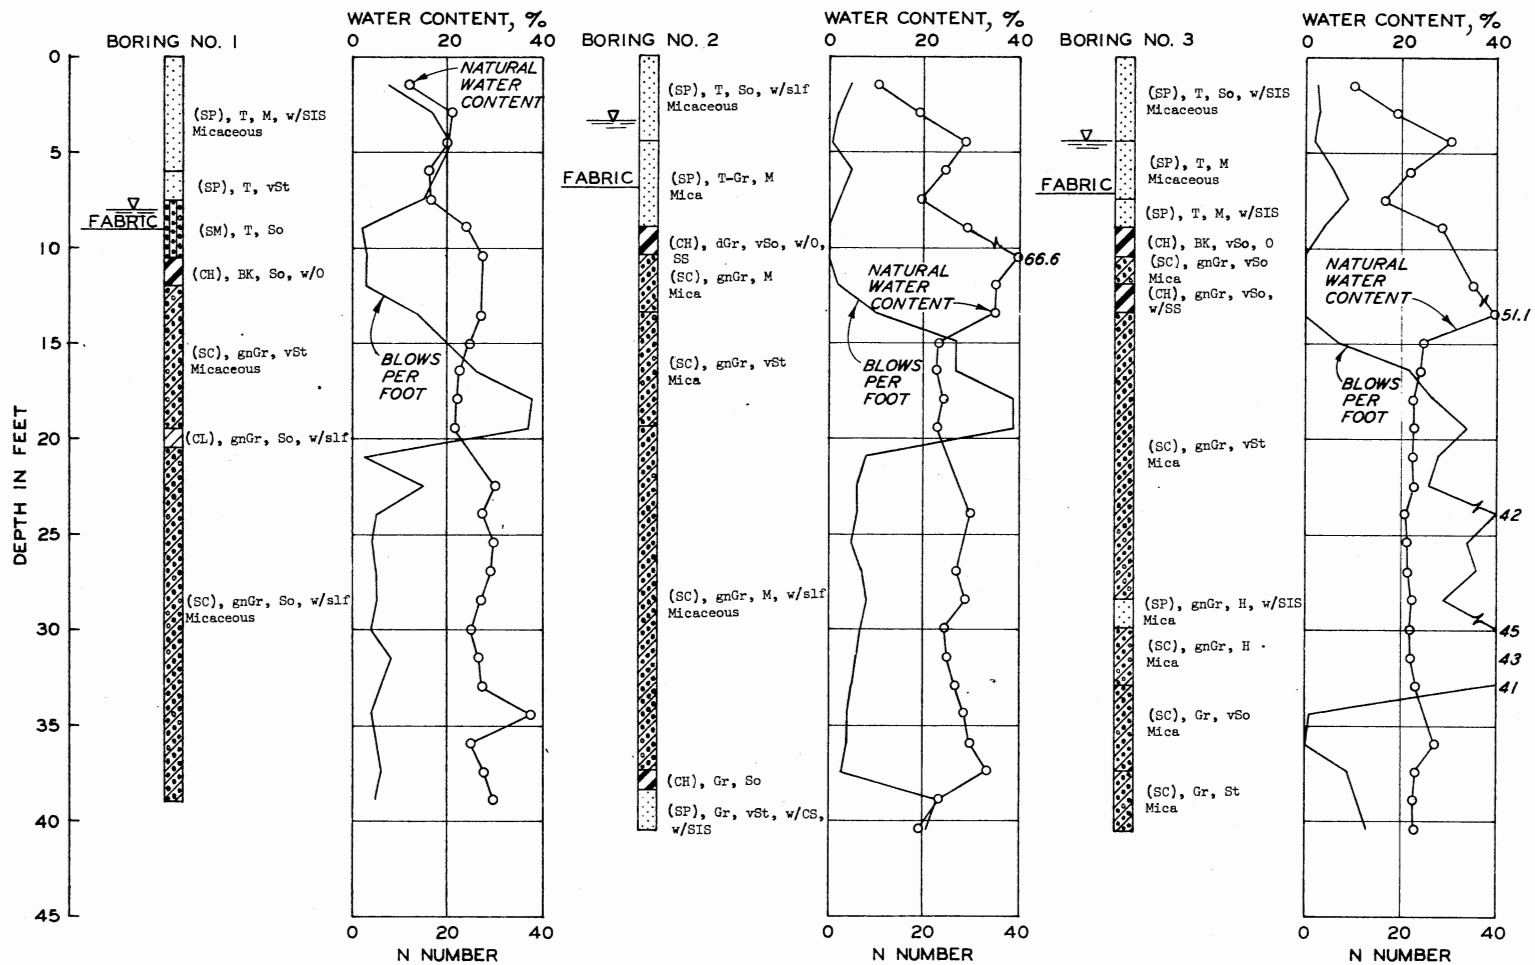 WATER CONTENT, %
0 20 40
WATER CONTENT, %
0 20 40
WATER CONTENT, %
0 20 40
BORING NO. 1
BORING NO. 2
BORING NO. 3
DEPTH IN FEET
0
5
10
15
20
25
30
35
40
45
(SP), T, M, w/SIS
Micaceous
(SP), T, vSt
FABRIC
(SM), T, So
(CH), BK, So, w/O
(SC), gnGr, vSt
Micaceous
(CL), gnGr, So, w/slf
(SC), gnGr, So, w/slf
Micaceous
NATURAL
WATER
CONTENT
BLOWS
PER
FOOT
0 20 40
N NUMBER
(SP), T, So, w/slf
Micaceous
FABRIC
(SP), T-Gr, M
Mica
(CH), dGr, vSo, w/O,
SS
(SC), gnGr, M
Mica
(SC), gnGr, vSt
Mica
(SC), gnGr, M, w/slf
Micaceous
(CH), Gr, So
(SP), Gr, vSt, w/CS,
w/SIS
66.6
NATURAL
WATER
CONTENT
BLOWS
PER
FOOT
0 20 40
N NUMBER
(SP), T, So, w/SIS
Micaceous
(SP), T, M
Micaceous
FABRIC
(SP), T, M, w/SIS
(CH), BK, vSo, O
(SC), gnGr, vSo
Mica
(CH), gnGr, vSo,
w/SS
(SC), gnGr, vSt
Mica
(SP), gnGr, H, w/SIS
Mica
(SC), gnGr, H
Mica
(SC), Gr, vSo
Mica
(SC), Gr, St
Mica
NATURAL
WATER
CONTENT
51.1
BLOWS
PER
FOOT
42
45
43
41
0 20 40
N NUMBER